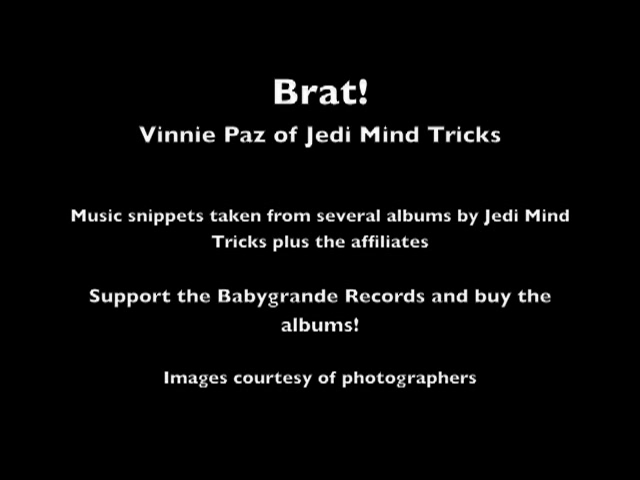 Brat!
Vinnie Paz of Jedi Mind Tricks
Music snippets taken from several albums by Jedi Mind
Tricks plus the affiliates
Support the Babygrande Records and buy the
albums!
Images courtesy of photographers